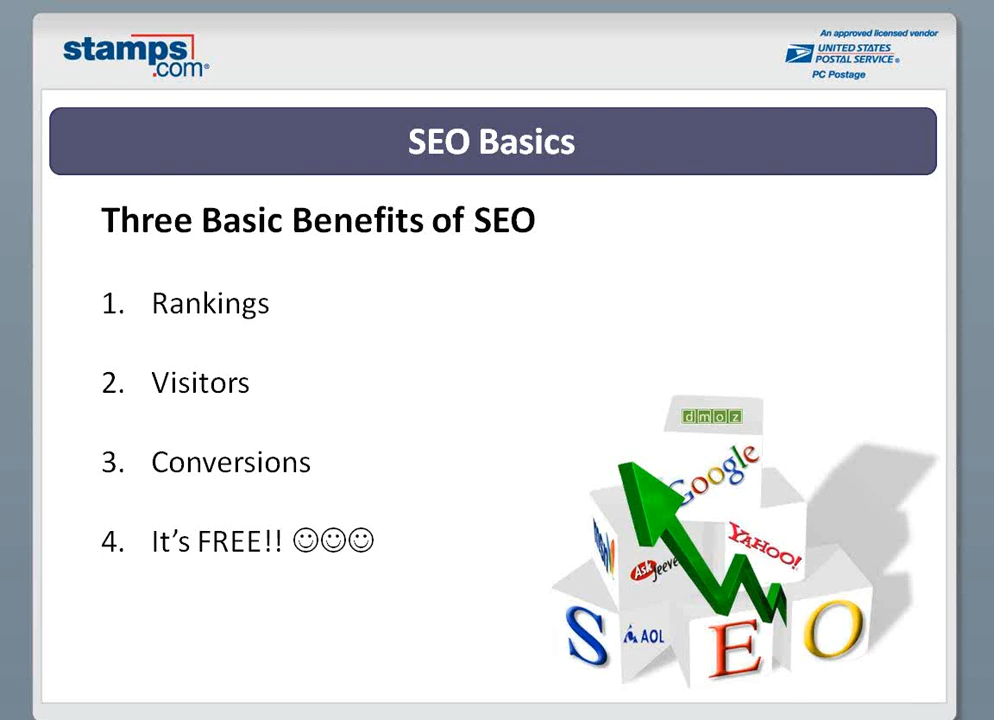 stamps
.com®
An approved licensed vendor
UNITED STATES
POSTAL SERVICE®
PC Postage
SEO Basics
Three Basic Benefits of SEO
1. Rankings
2. Visitors
3. Conversions
4. It’s FREE!! ☺☺☺
dmoz
Google
msn
YAHOO!
Ask Jeeves
AOL
S E O